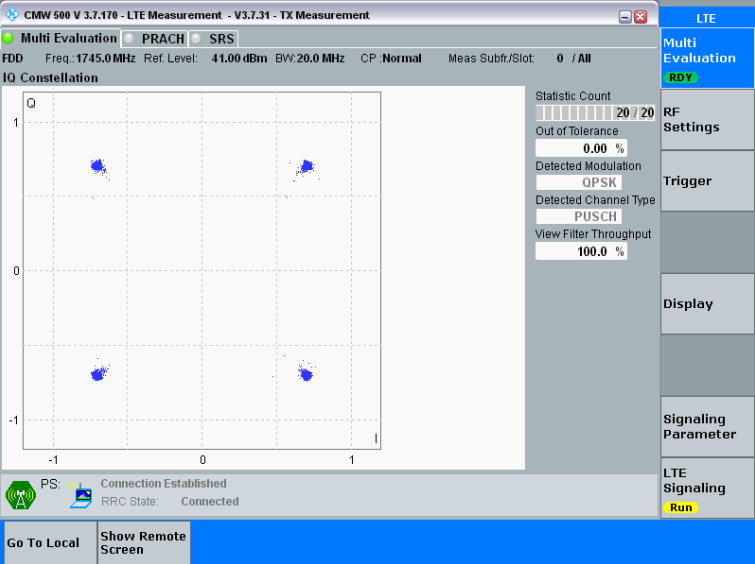 CMW 500 V 3.7.170 - LTE Measurement - V3.7.31 - TX Measurement
LTE
Multi Evaluation PRACH SRS
FDD Freq.:1745.0 MHz Ref. Level: 41.00 dBm BW:20.0 MHz CP :Normal Meas Subfr./Slot: 0 / All
IQ Constellation
Q
1
0
-1
I
-1 0 1
Statistic Count
20 / 20
Out of Tolerance
0.00 %
Detected Modulation
QPSK
Detected Channel Type
PUSCH
View Filter Throughput
100.0 %
Multi
Evaluation
RDY
RF
Settings
Trigger
Display
Signaling
Parameter
LTE
Signaling
Run
PS: Connection Established
RRC State: Connected
Go To Local
Show Remote
Screen